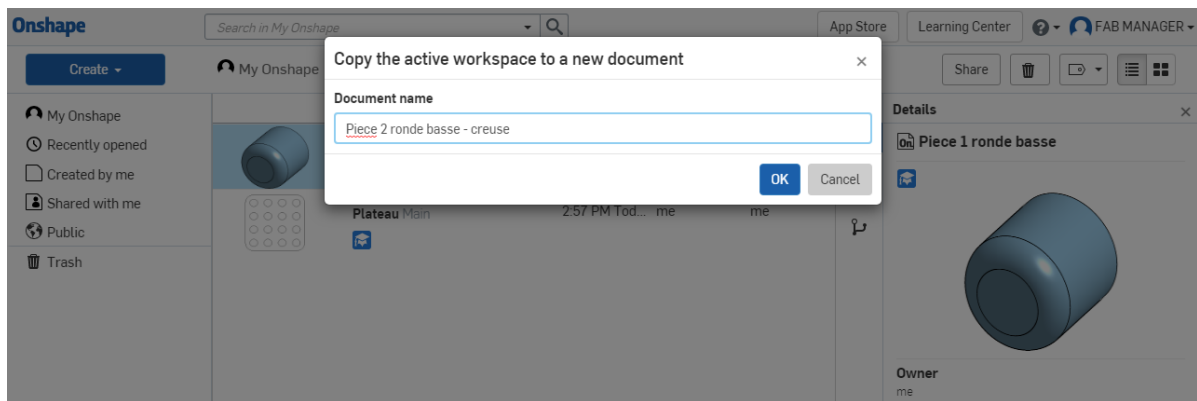 Onshape
Search in My Onshape
App Store
Learning Center
FAB MANAGER
Create
My Onshape
Copy the active workspace to a new document
Share
Document name
Piece 2 ronde basse - creuse
OK
Cancel
My Onshape
Recently opened
Created by me
Shared with me
Public
Trash
Plateau Main
2:57 PM Tod... me
me
Details
On Piece 1 ronde basse
Owner
me